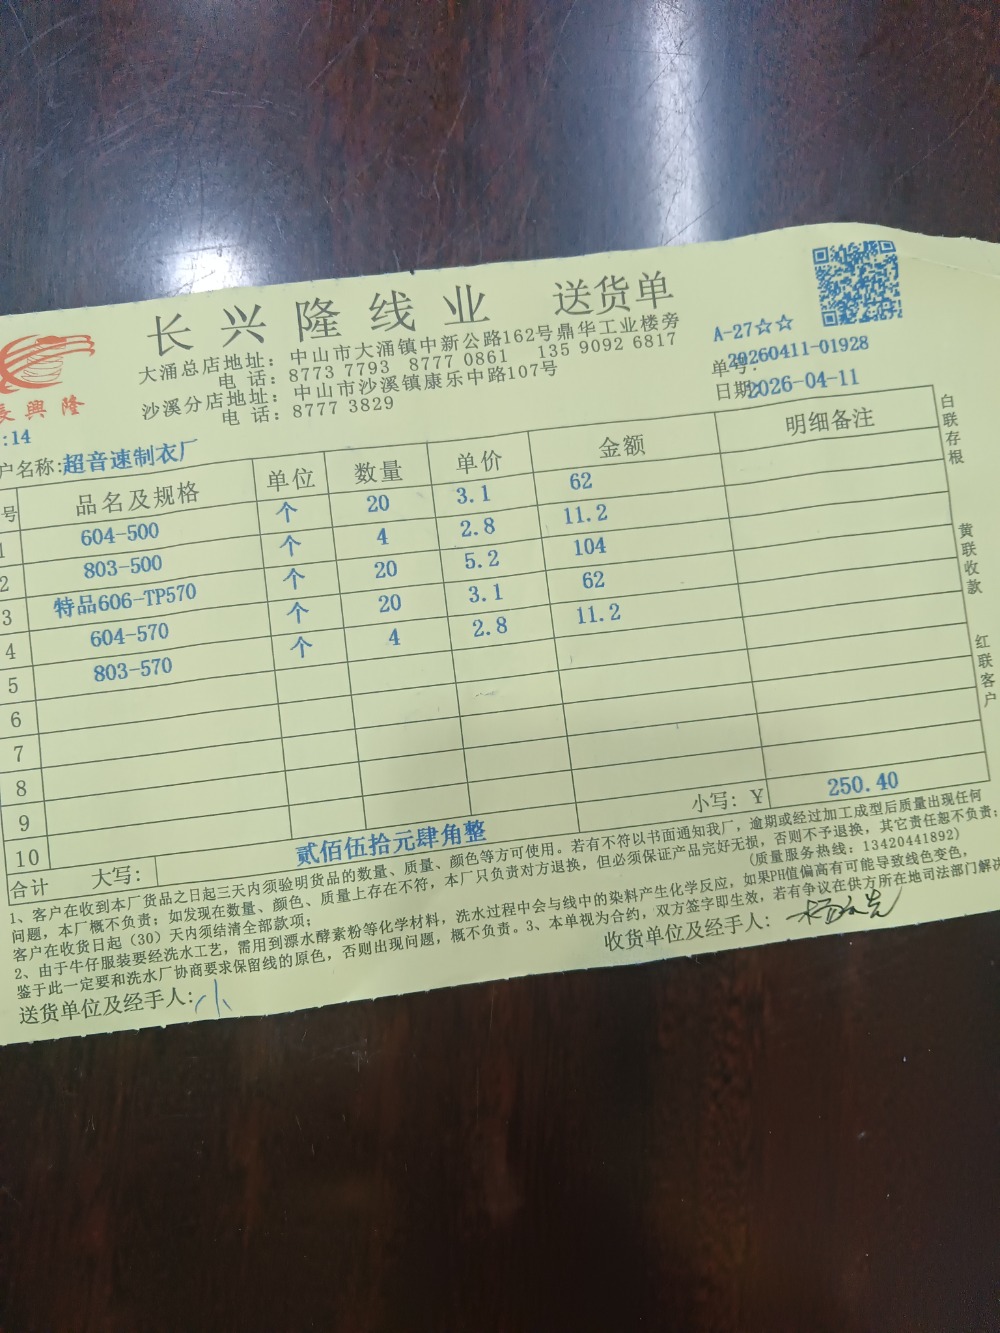 长兴隆线业 送货单
大涌总店地址：中山市大涌镇中新公路162号鼎华工业楼旁
电 话：8773 7793 8777 0861 135 9092 6817
沙溪分店地址：中山市沙溪镇康乐中路107号
电 话：8777 3829
長興隆
A-27☆☆
单号：20260411-01928
日期：2026-04-11
:14
户名称:超音速制衣厂
号 品名及规格 单位 数量 单价 金额 明细备注
1 604-500 个 20 3.1 62
2 803-500 个 4 2.8 11.2
3 特品606-TP570 个 20 5.2 104
4 604-570 个 20 3.1 62
5 803-570 个 4 2.8 11.2
6
7
8
9
10
合计 大写： 贰佰伍拾元肆角整 小写：¥ 250.40
白联存根
黄联收款
红联客户
1、客户在收到本厂货品之日起三天内须验明货品的数量、质量、颜色等方可使用。若有不符以书面通知我厂，逾期或经过加工成型后质量出现任何
问题，本厂概不负责；如发现在数量、颜色、质量上存在不符，本厂只负责对方退换，但必须保证产品完好无损，否则不予退换，其它责任恕不负责；
客户在收货日起（30）天内须结清全部款项； (质量服务热线：13420441892)
2、由于牛仔服装要经洗水工艺，需用到漂水酵素粉等化学材料，洗水过程中会与线中的染料产生化学反应，如果PH值偏高有可能导致线色变色，
鉴于此一定要和洗水厂协商要求保留线的原色，否则出现问题，概不负责。3、本单视为合约，双方签字即生效，若有争议在供方所在地司法部门解决
送货单位及经手人：小 收货单位及经手人：